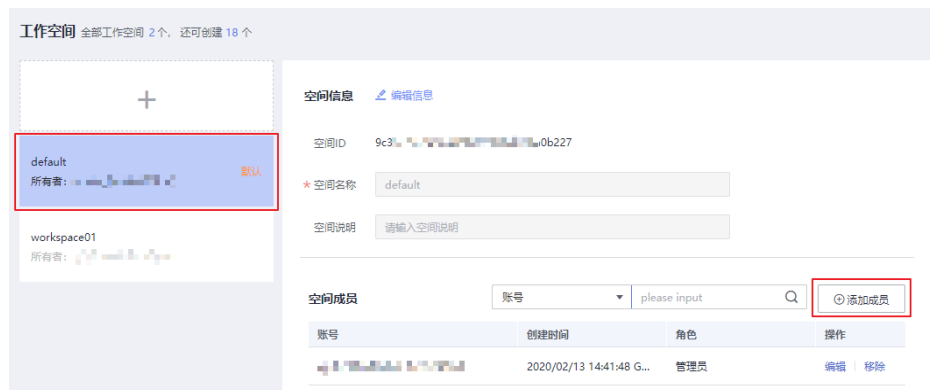 工作空间 全部工作空间 2个, 还可创建 18 个
default
所有者:
默认
workspace01
所有者:
空间信息 编辑信息
空间ID 9c3 0b227
* 空间名称 default
空间说明 请输入空间说明
空间成员 账号 please input 添加成员
账号 创建时间 角色 操作
2020/02/13 14:41:48 G... 管理员 编辑 移除